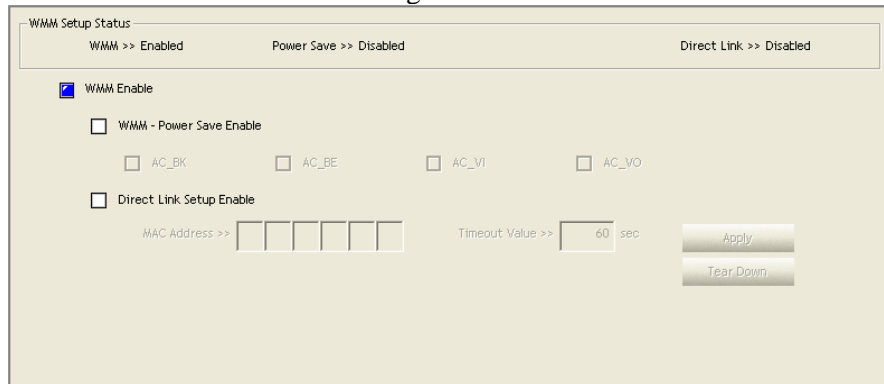 WMM Setup Status
WMM >> Enabled Power Save >> Disabled Direct Link >> Disabled
WMM Enable
WMM - Power Save Enable
AC_BK AC_BE AC_VI AC_VO
Direct Link Setup Enable
MAC Address >> Timeout Value >> 60 sec Apply
Tear Down